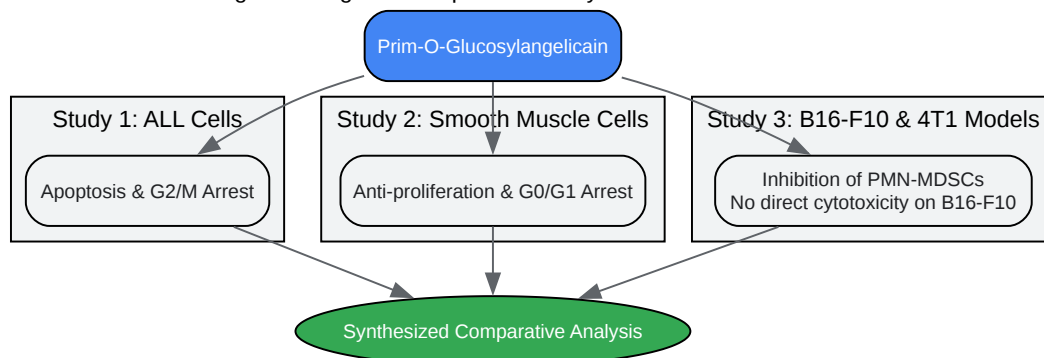 Prim-O-Glucosylangelicain
Study 1: ALL Cells
Study 2: Smooth Muscle Cells
Study 3: B16-F10 & 4T1 Models
Apoptosis & G2/M Arrest
Anti-proliferation & G0/G1 Arrest
Inhibition of PMN-MDSCs
No direct cytotoxicity on B16-F10
Synthesized Comparative Analysis